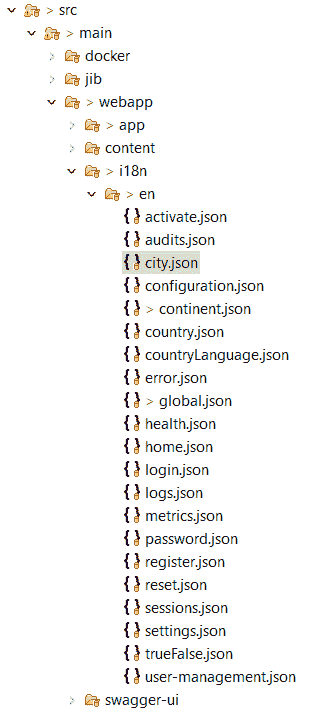 > src
> main
docker
jib
> webapp
> app
content
> i18n
> en
activate.json
audits.json
city.json
configuration.json
> continent.json
country.json
countryLanguage.json
error.json
> global.json
health.json
home.json
login.json
logs.json
metrics.json
password.json
register.json
reset.json
sessions.json
settings.json
trueFalse.json
user-management.json
swagger-ui